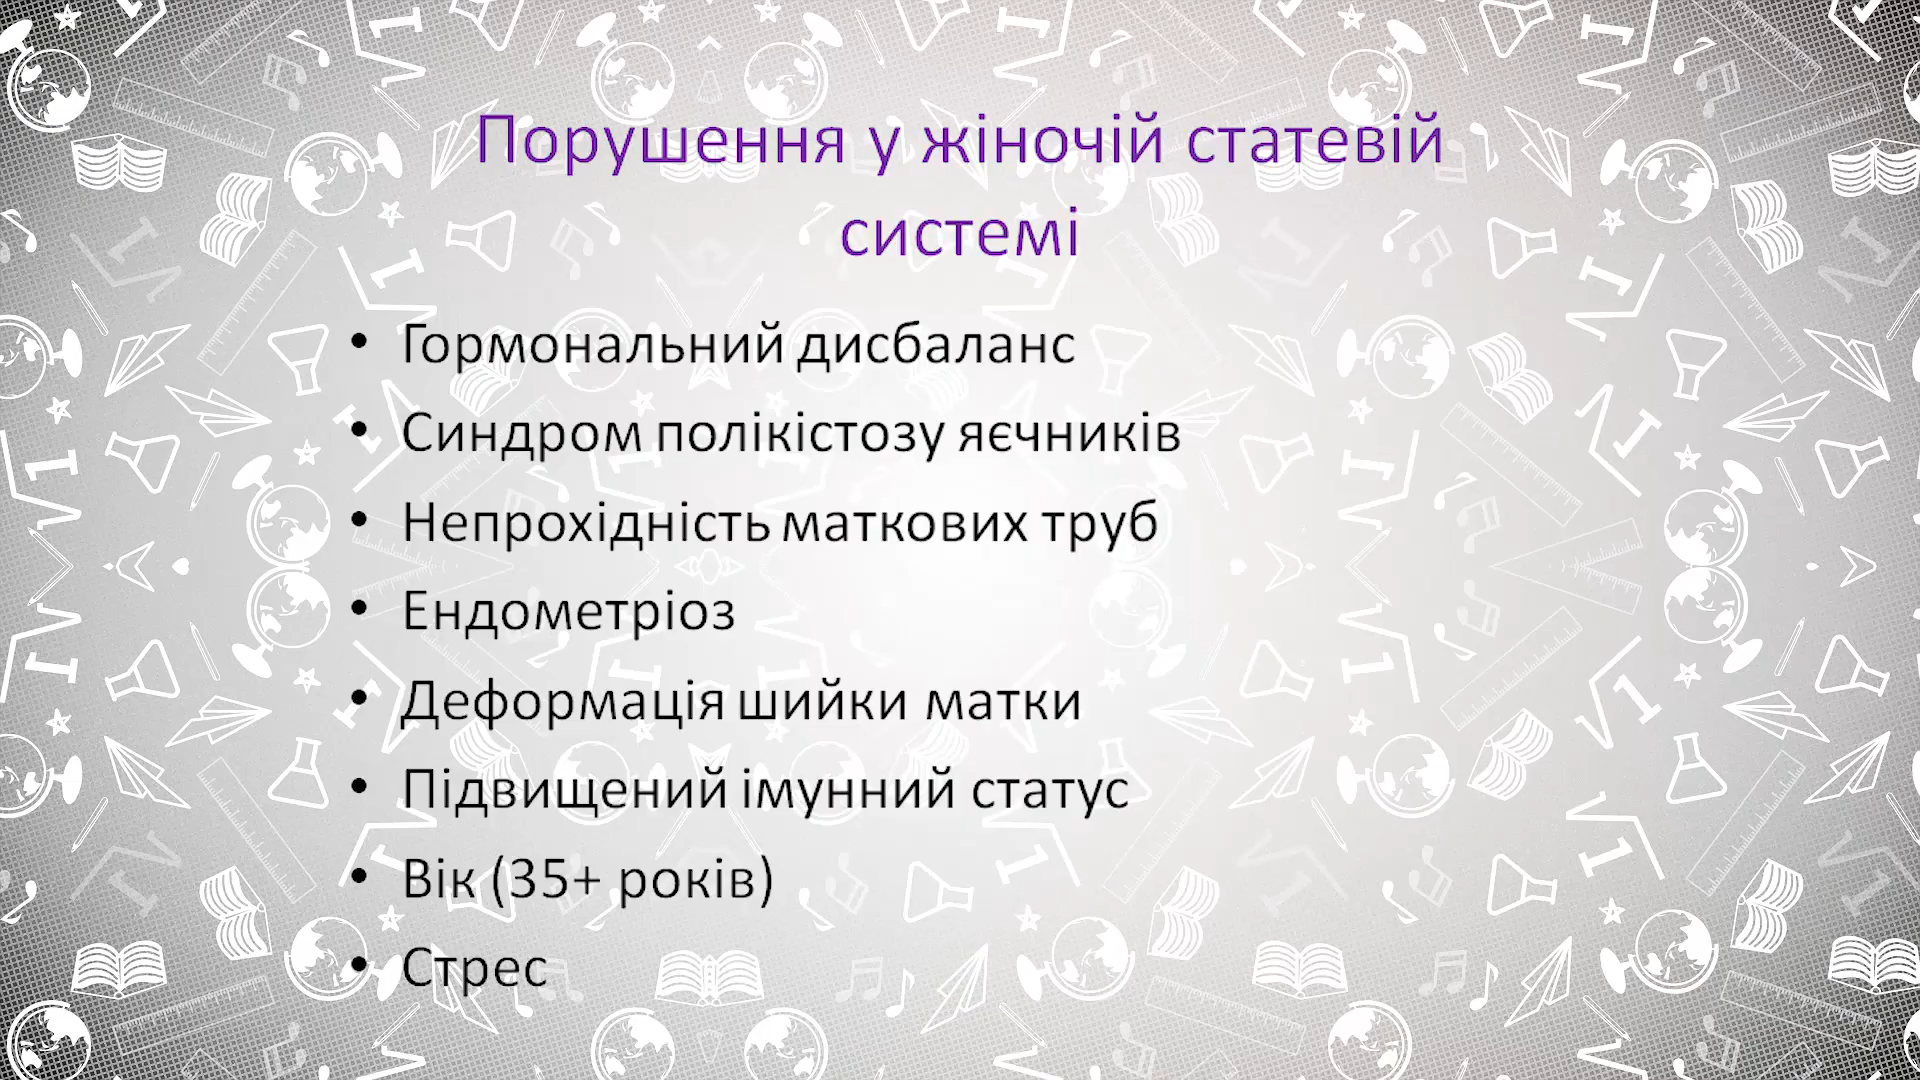 Порушення у жіночій статевій
системі
• Гормональний дисбаланс
• Синдром полікістозу яєчників
• Непрохідність маткових труб
• Ендометріоз
• Деформація шийки матки
• Підвищений імунний статус
• Вік (35+ років)
• Стрес